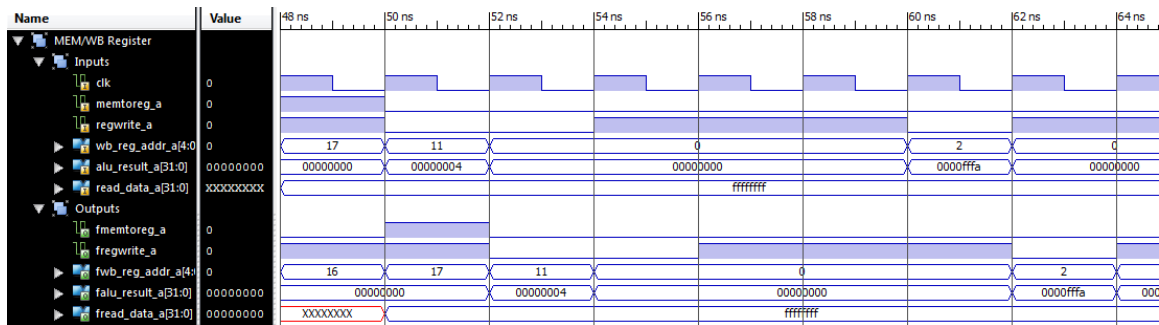 Name Value 48 ns 50 ns 52 ns 54 ns 56 ns 58 ns 60 ns 62 ns 64 ns
MEM/WB Register
Inputs
clk 0
memtoreg_a 0
regwrite_a 0
wb_reg_addr_a[4:0 0 17 11 0 2 0
alu_result_a[31:0] 00000000 00000000 00000004 00000000 0000fffa 00000000
read_data_a[31:0] XXXXXXXX ffffffff
Outputs
fmemtoreg_a 0
fregwrite_a 0
fwb_reg_addr_a[4: 0 16 17 11 0 2
falu_result_a[31:0] 00000000 00000000 00000004 00000000 0000fffa 000
fread_data_a[31:0] 00000000 XXXXXXXX ffffffff